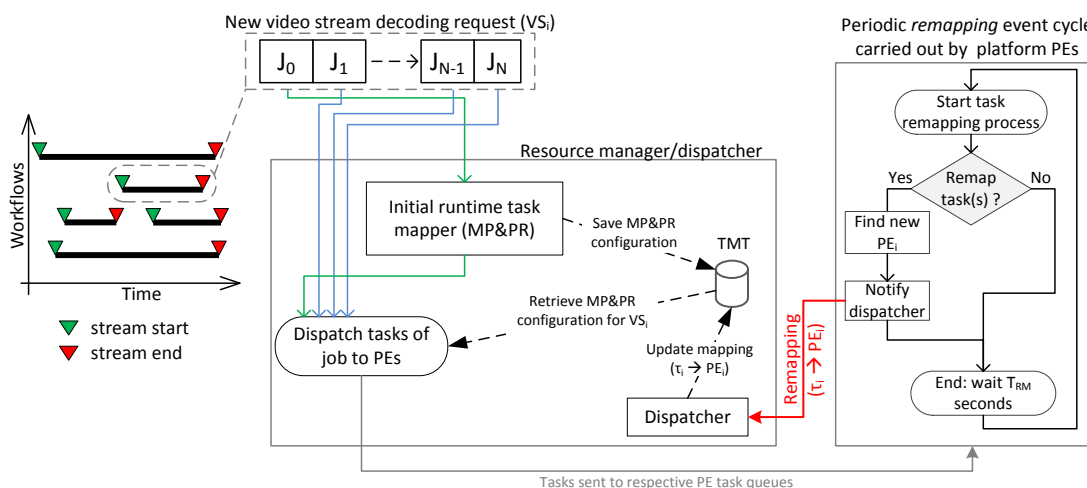 New video stream decoding request (VSi)
J0
J1
JN-1
JN
Workflows
Time
stream start
stream end
Resource manager/dispatcher
Initial runtime task
mapper (MP&PR)
Save MP&PR
configuration
TMT
Retrieve MP&PR
configuration for VSi
Dispatch tasks of
job to PEs
Update mapping
(τi → PEi)
Dispatcher
Remapping
(τi → PEi)
Periodic remapping event cycle
carried out by platform PEs
Start task
remapping process
Yes
Remap
task(s) ?
No
Find new
PEi
Notify
dispatcher
End: wait TRM
seconds
Tasks sent to respective PE task queues